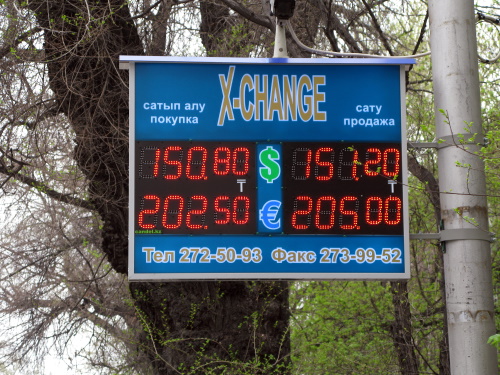 X-CHANGE
сатып алу
покупка
сату
продажа
150.80 $ 151.20
₸ ₸
202.50 € 205.00
Тел 272-50-93 Факс 273-99-52